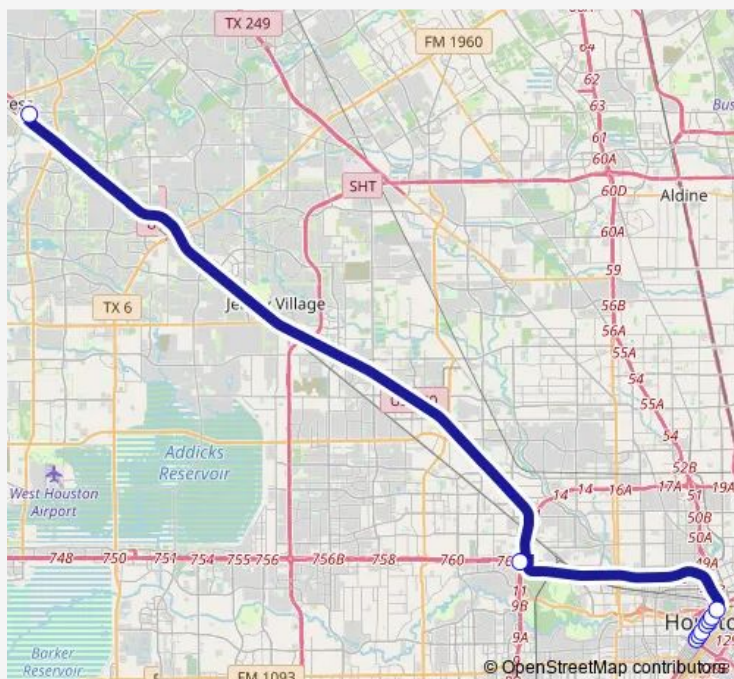 TX 249
FM 1960
66A
64
62
63
61
60A
SHT
60D
Aldine
60A
59
TX 6
56B
56A
55A
54
55A
54
Addicks
Reservoir
West Houston
Airport
52B
14 14 16A 17A 19A
51
50B
50A
748 750 751 754 755 756 756B 758 760
49A
11
9B
9A
Barker
Reservoir
FM 1093
© OpenStreetMap contributors